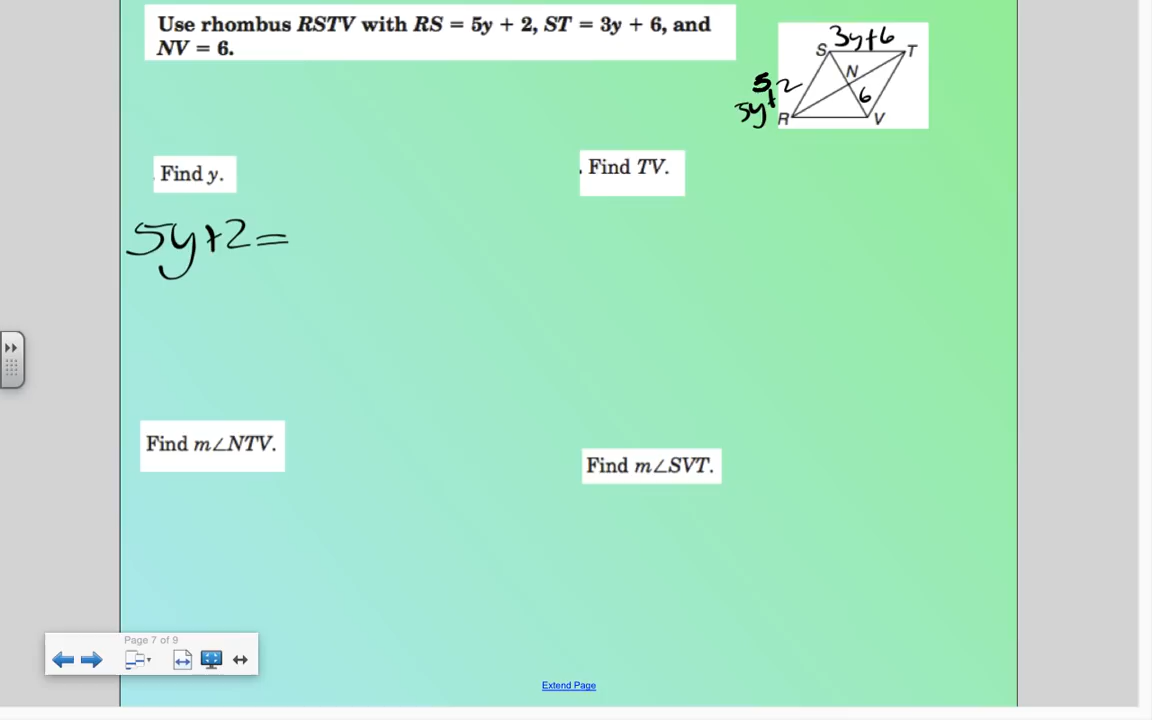 Use rhombus RSTV with RS = 5y + 2, ST = 3y + 6, and
NV = 6.
3y+6
S
T
N
5
2
5y+
6
R
V
Find y.
. Find TV.
5y+2=
Find m∠NTV.
Find m∠SVT.
Page 7 of 9
Extend Page